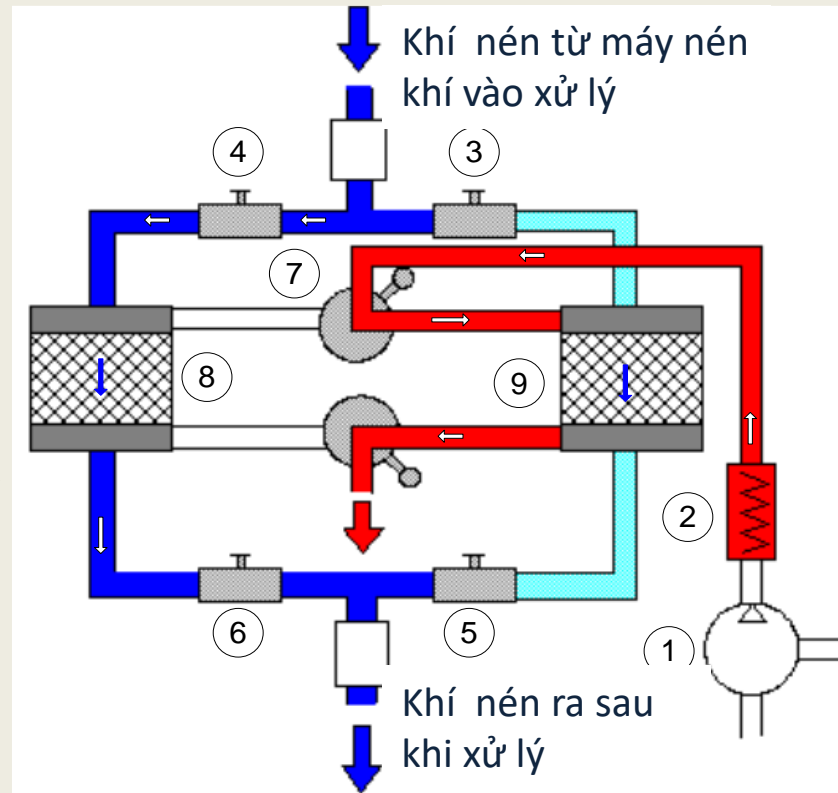 Khí nén từ máy nén
khí vào xử lý
4
3
7
8
9
2
6
5
1
Khí nén ra sau
khi xử lý